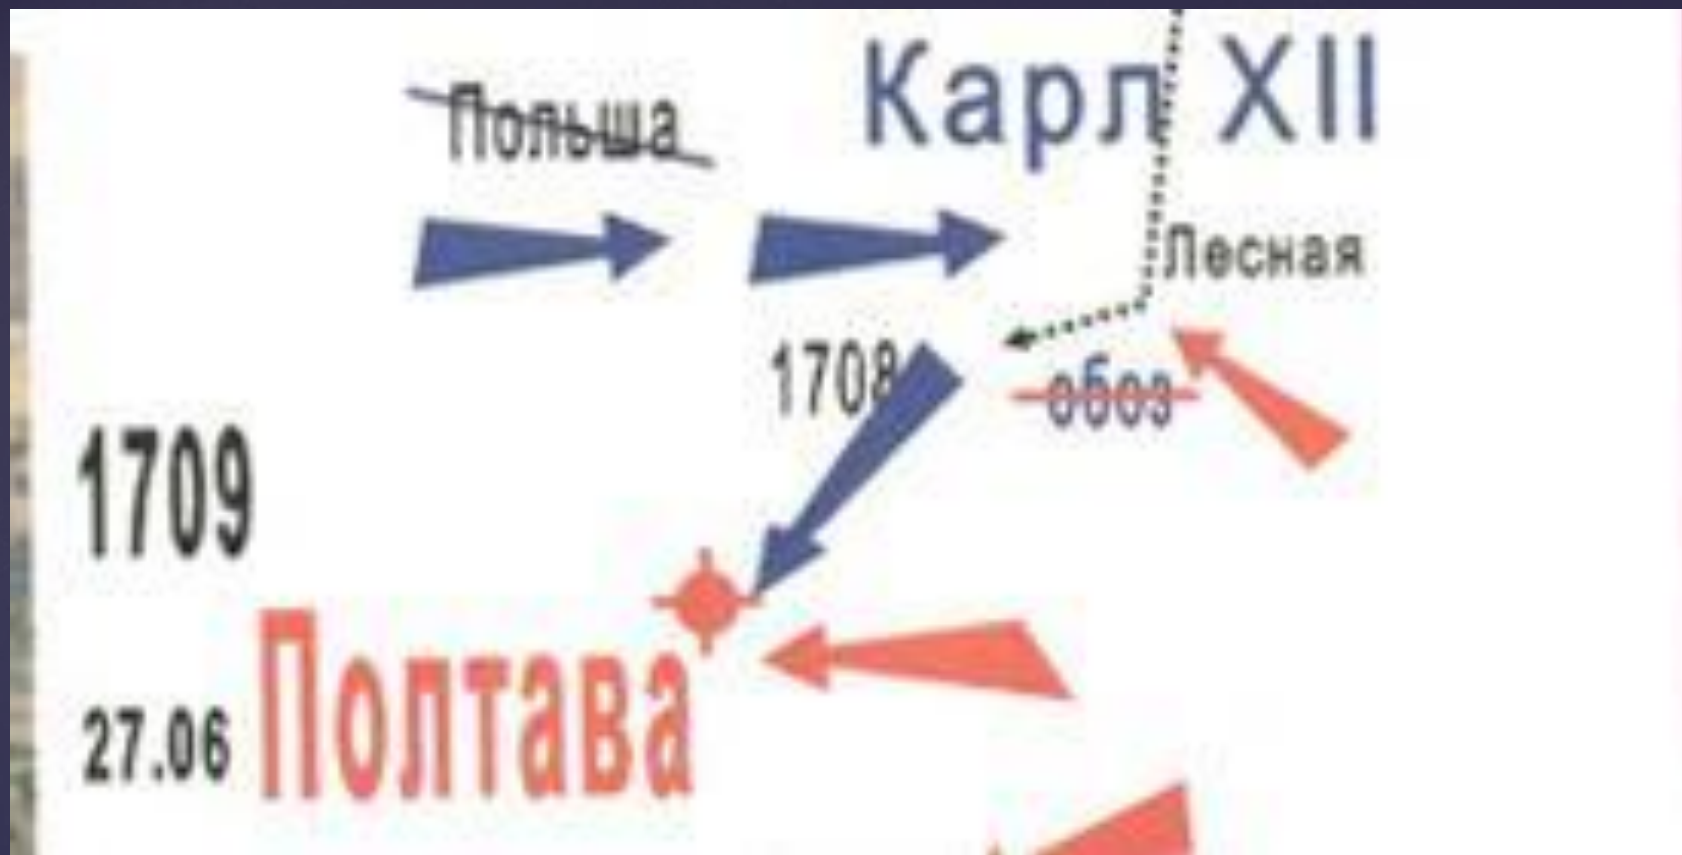 Польша
Карл XII
Лесная
1708
обоз
1709
27.06 Полтава